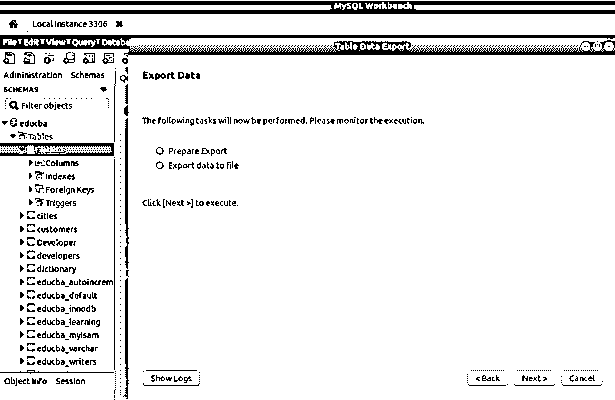 MySQL Workbench
Local Instance 3306
File Edit View Query Databa
Table Data Export
Administration Schemas
Export Data
SCHEMAS
Filter objects
The following tasks will now be performed. Please monitor the execution.
educba
Tables
Prepare Export
Columns
Export data to file
Indexes
Foreign Keys
Triggers
Click [Next >] to execute.
cities
customers
Developer
developers
dictionary
educba_autoincrem
educba_default
educba_innodb
educba_learning
educba_myisam
educba_varchar
educba_writers
Object Info Session
Show Logs
< Back Next > Cancel